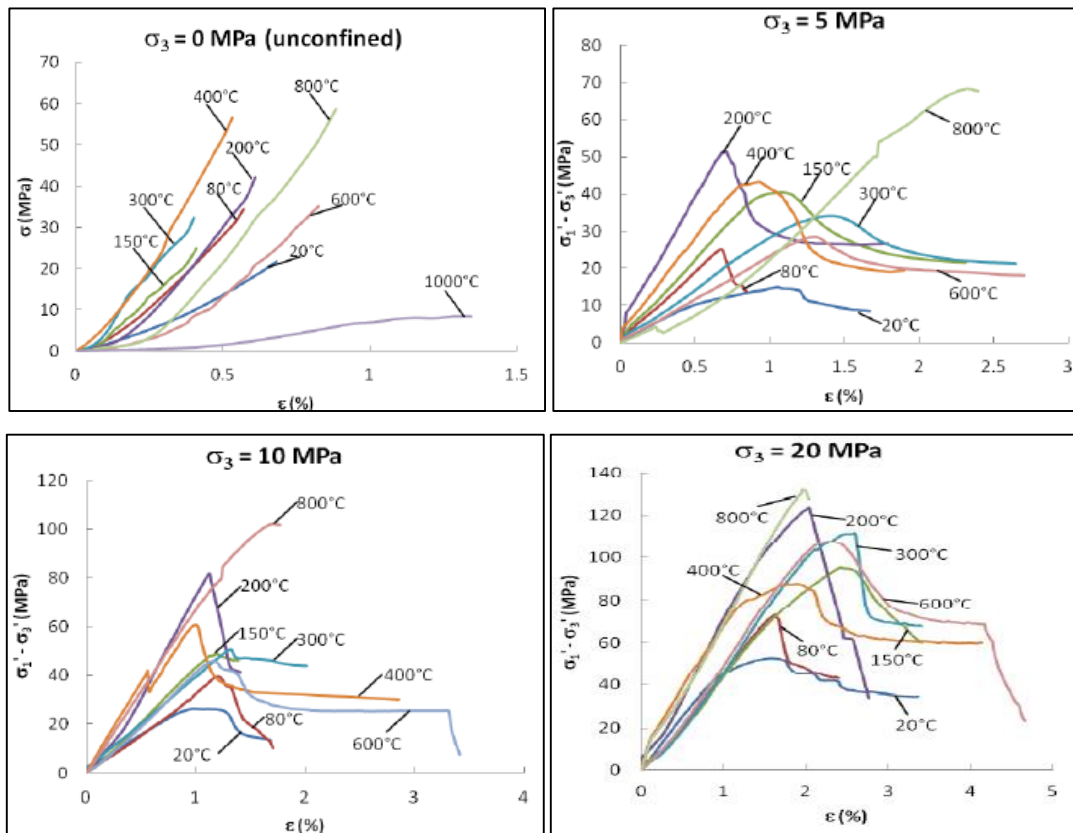 σ₃ = 0 MPa (unconfined)
70
60
50
40
30
20
10
0
σ (MPa)
400°C
800°C
200°C
300°C
80°C
600°C
150°C
20°C
1000°C
0
0.5
1
1.5
ε (%)
σ₃ = 5 MPa
80
70
60
50
40
30
20
10
0
σ₁' - σ₃' (MPa)
200°C
800°C
400°C
150°C
300°C
80°C
600°C
20°C
0
0.5
1
1.5
2
2.5
3
ε (%)
σ₃ = 10 MPa
120
100
80
60
40
20
0
σ₁' - σ₃' (MPa)
800°C
200°C
150°C
300°C
400°C
80°C
600°C
20°C
0
1
2
3
4
ε (%)
σ₃ = 20 MPa
140
120
100
80
60
40
20
0
σ₁' - σ₃' (MPa)
800°C
200°C
300°C
400°C
600°C
80°C
150°C
20°C
0
1
2
3
4
5
ε (%)